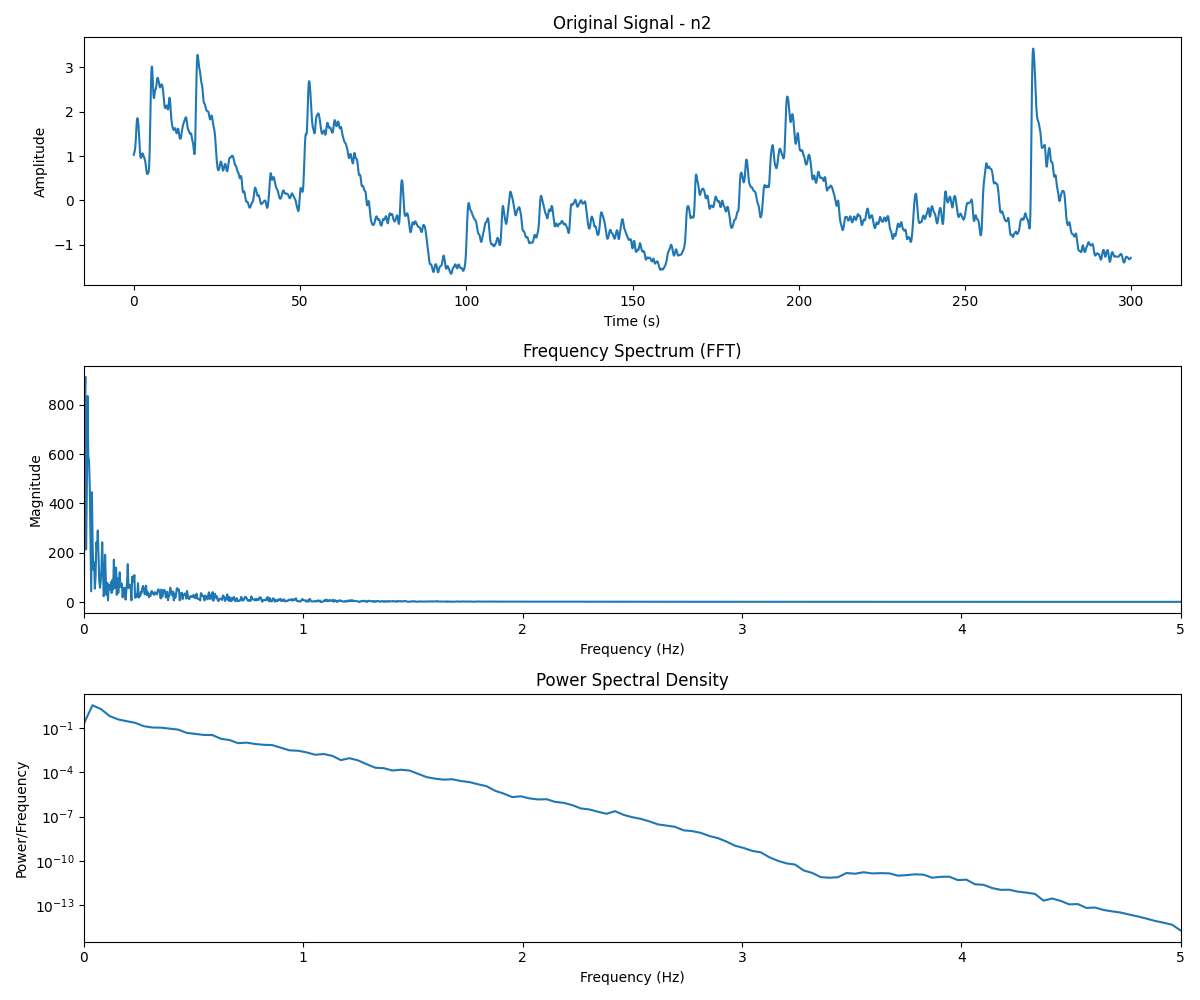 Original Signal - n2
3
2
1
0
−1
Amplitude
0 50 100 150 200 250 300
Time (s)
Frequency Spectrum (FFT)
800
600
400
200
0
Magnitude
0 1 2 3 4 5
Frequency (Hz)
Power Spectral Density
10⁻¹
10⁻⁴
10⁻⁷
10⁻¹⁰
10⁻¹³
Power/Frequency
0 1 2 3 4 5
Frequency (Hz)